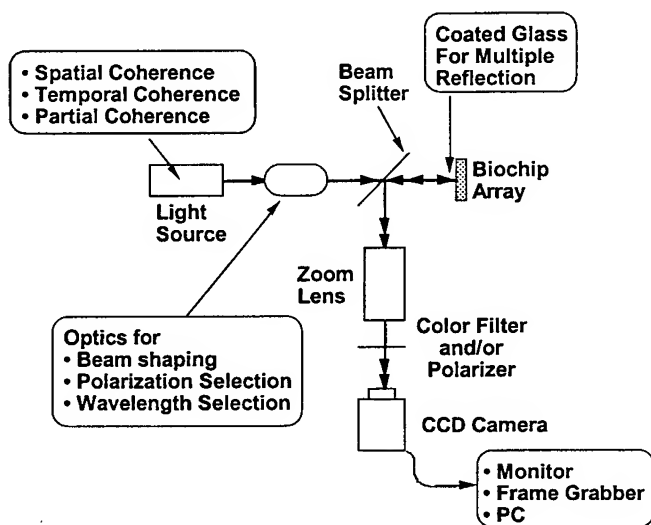 Coated Glass
For Multiple
Reflection
• Spatial Coherence
• Temporal Coherence
• Partial Coherence
Beam
Splitter
Biochip
Array
Light
Source
Zoom
Lens
Optics for
• Beam shaping
• Polarization Selection
• Wavelength Selection
Color Filter
and/or
Polarizer
CCD Camera
• Monitor
• Frame Grabber
• PC